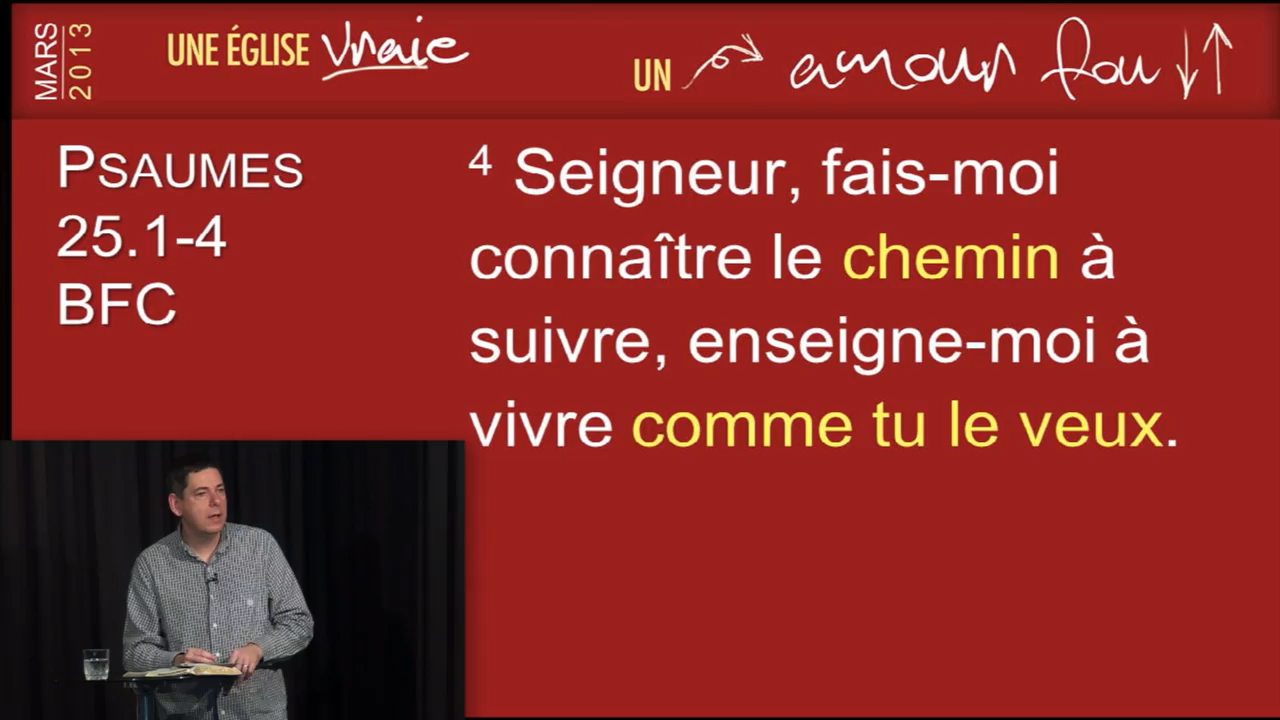 MARS
2013
UNE ÉGLISE vraie
UN amour fou
PSAUMES
25.1-4
BFC
4 Seigneur, fais-moi
connaître le chemin à
suivre, enseigne-moi à
vivre comme tu le veux.